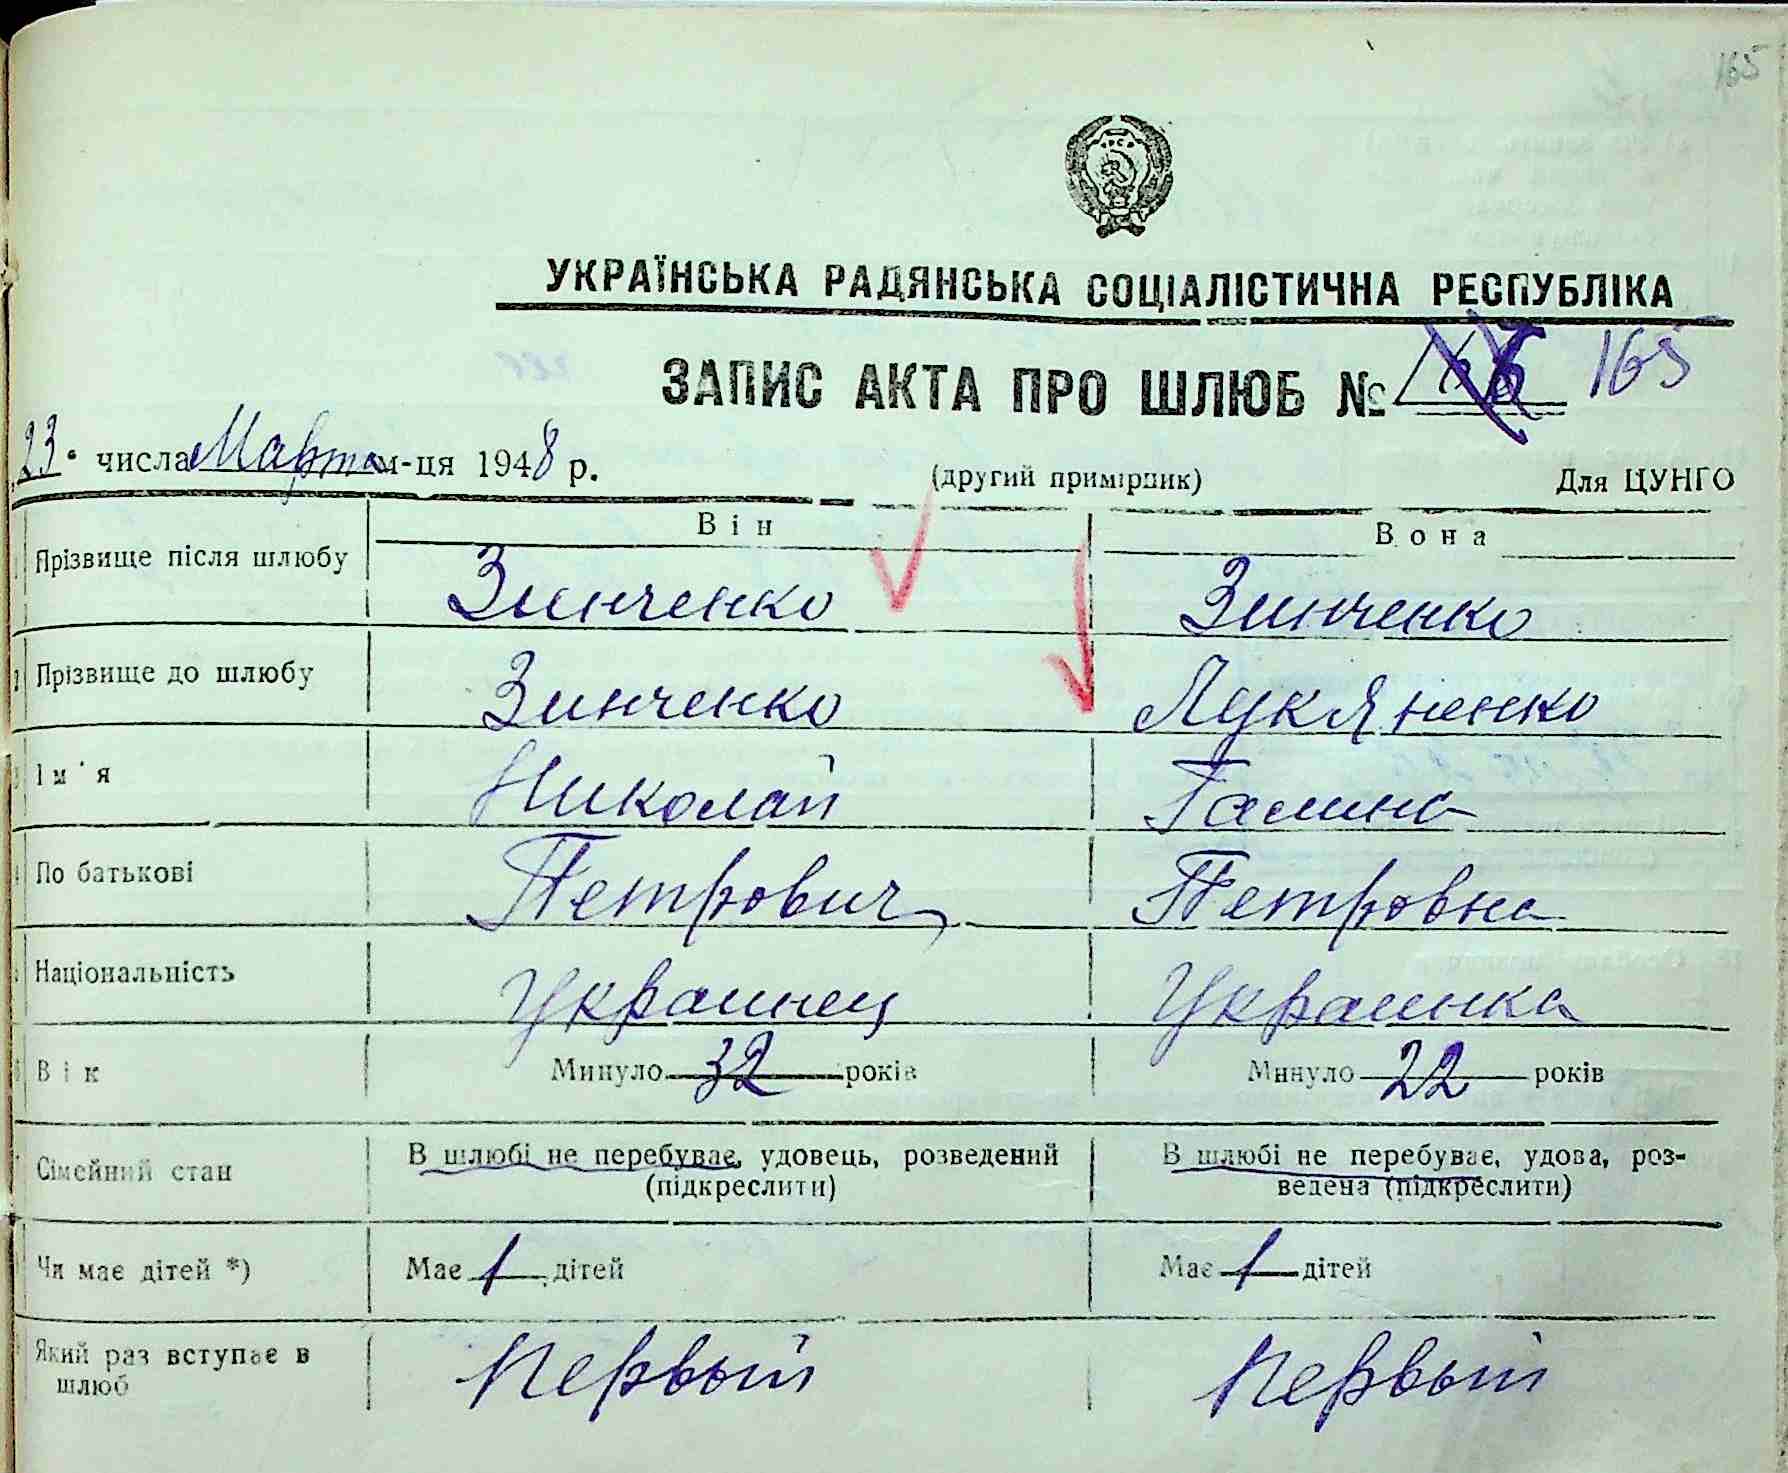 165
УКРАЇНСЬКА РАДЯНСЬКА СОЦІАЛІСТИЧНА РЕСПУБЛІКА
ЗАПИС АКТА ПРО ШЛЮБ № 165
23 числа Марта м-ця 1948 р. (другий примірник) Для ЦУНГО
Він Вона
Прізвище після шлюбу Зинченко Зинченко
Прізвище до шлюбу Зинченко Лукяненко
Ім'я Николай Галина
По батькові Петрович Петровна
Національність Украинец Украинка
Вік Минуло 32 років Минуло 22 років
Сімейний стан В шлюбі не перебуває, удовець, розведений В шлюбі не перебуває, удова, роз-
(підкреслити) ведена (підкреслити)
Чи має дітей *) Має 1 дітей Має 1 дітей
Який раз вступає в Первый Первый
шлюб